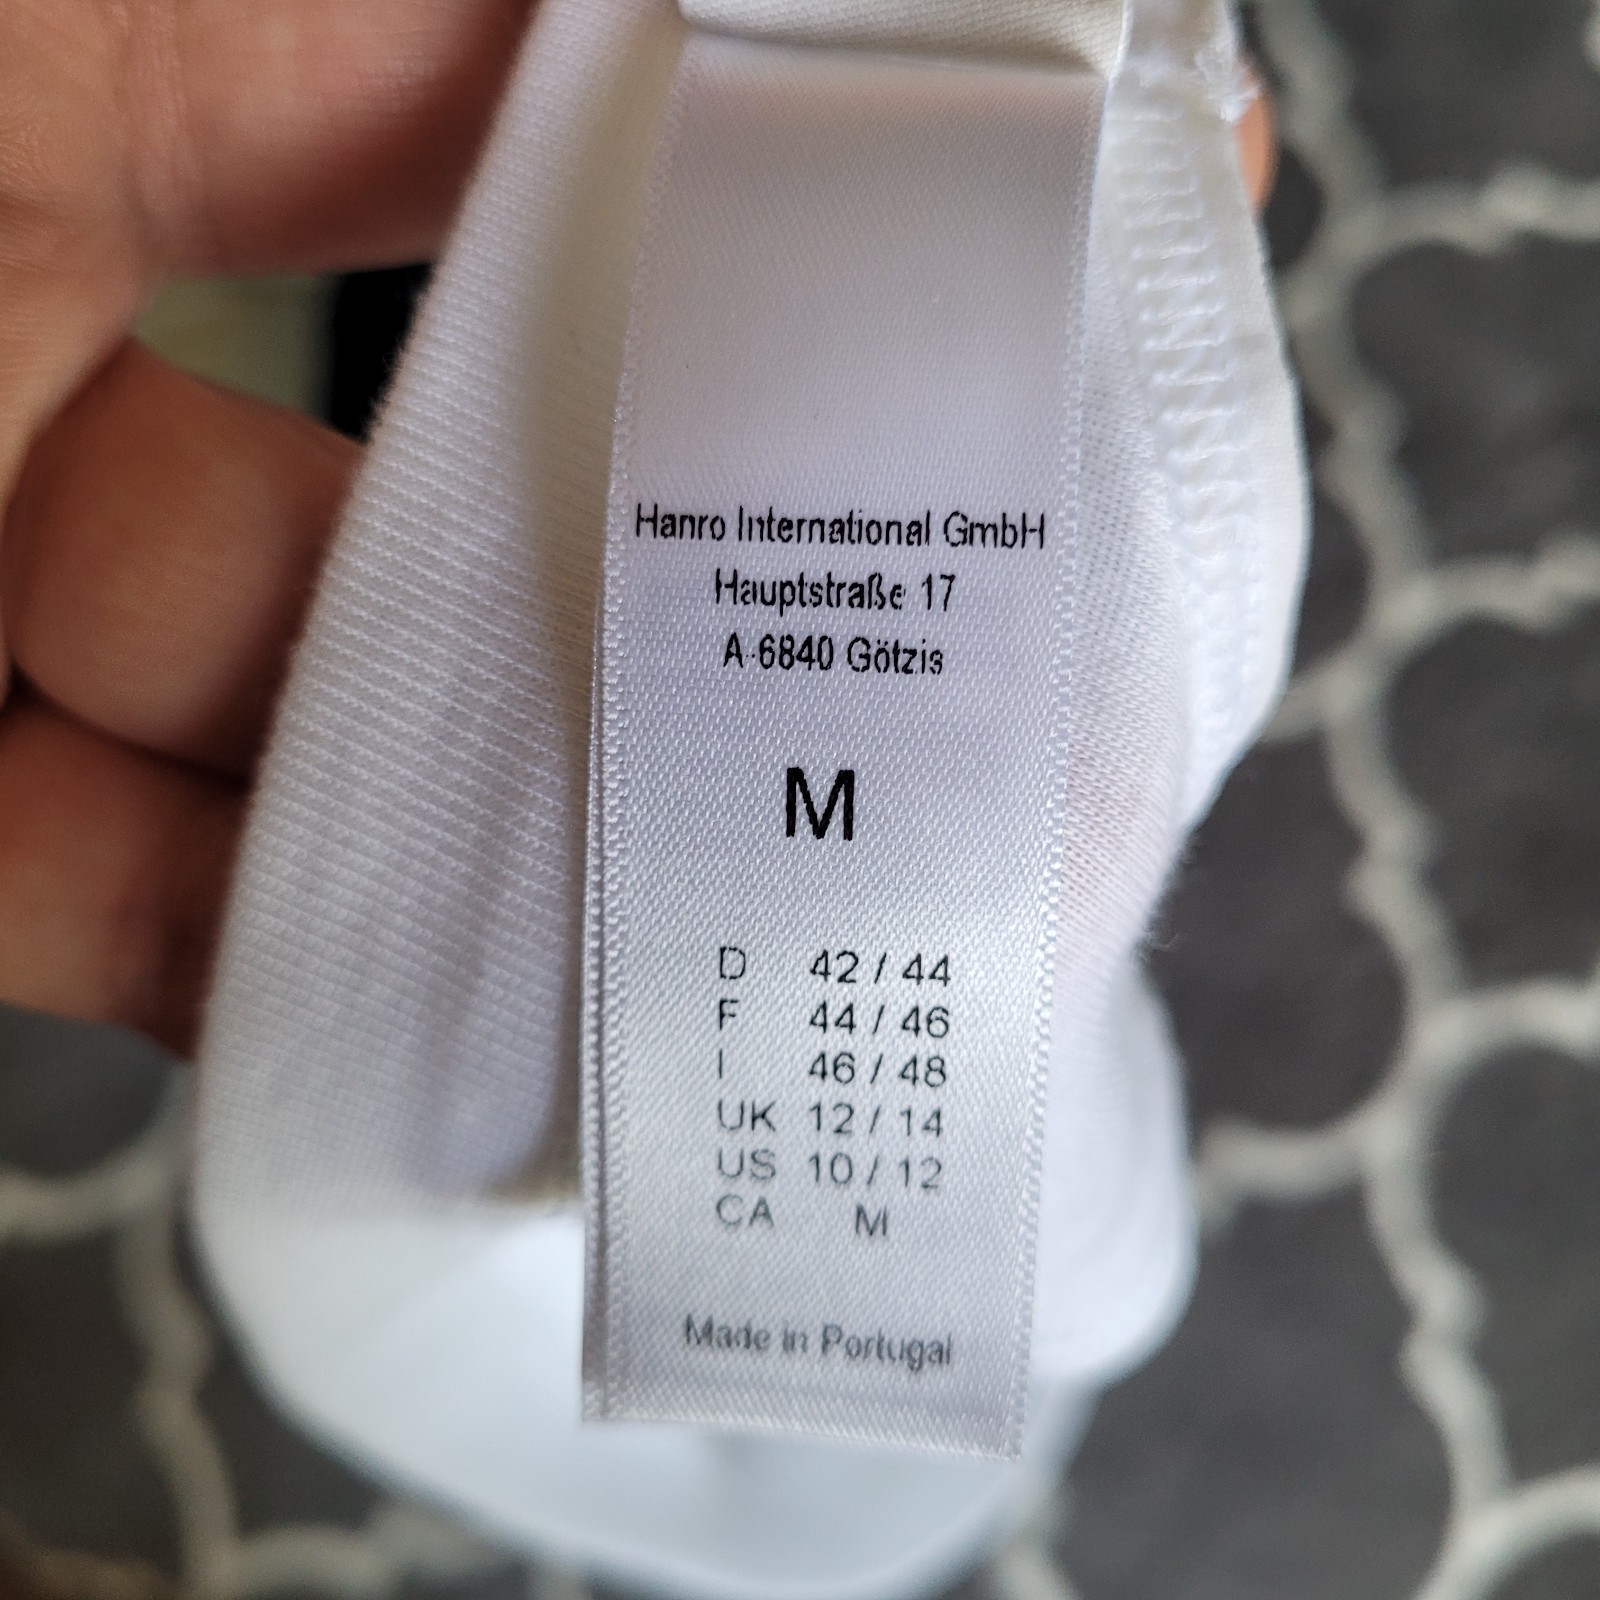 Hanro International GmbH
Hauptstraße 17
A-6840 Götzis
M
D 42 / 44
F 44 / 46
I 46 / 48
UK 12 / 14
US 10 / 12
CA M
Made in Portugal